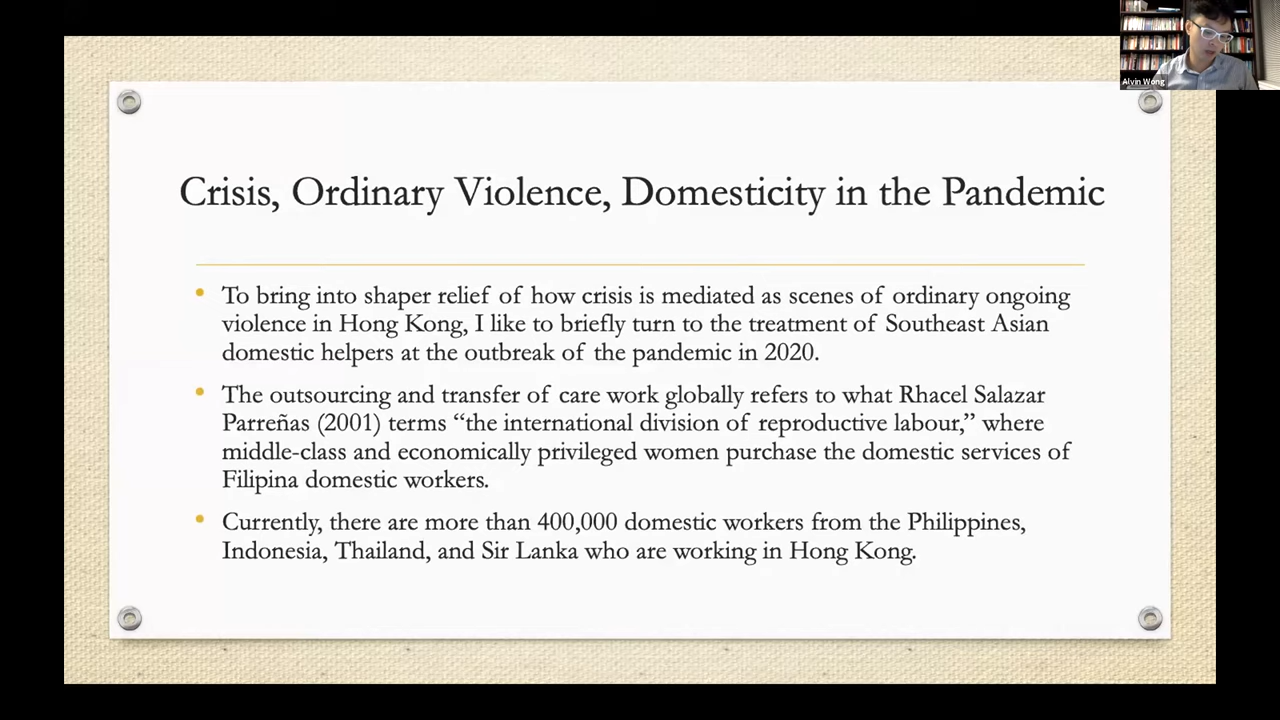 Alvin Wong
Crisis, Ordinary Violence, Domesticity in the Pandemic
• To bring into shaper relief of how crisis is mediated as scenes of ordinary ongoing
violence in Hong Kong, I like to briefly turn to the treatment of Southeast Asian
domestic helpers at the outbreak of the pandemic in 2020.
• The outsourcing and transfer of care work globally refers to what Rhacel Salazar
Parreñas (2001) terms “the international division of reproductive labour,” where
middle-class and economically privileged women purchase the domestic services of
Filipina domestic workers.
• Currently, there are more than 400,000 domestic workers from the Philippines,
Indonesia, Thailand, and Sir Lanka who are working in Hong Kong.